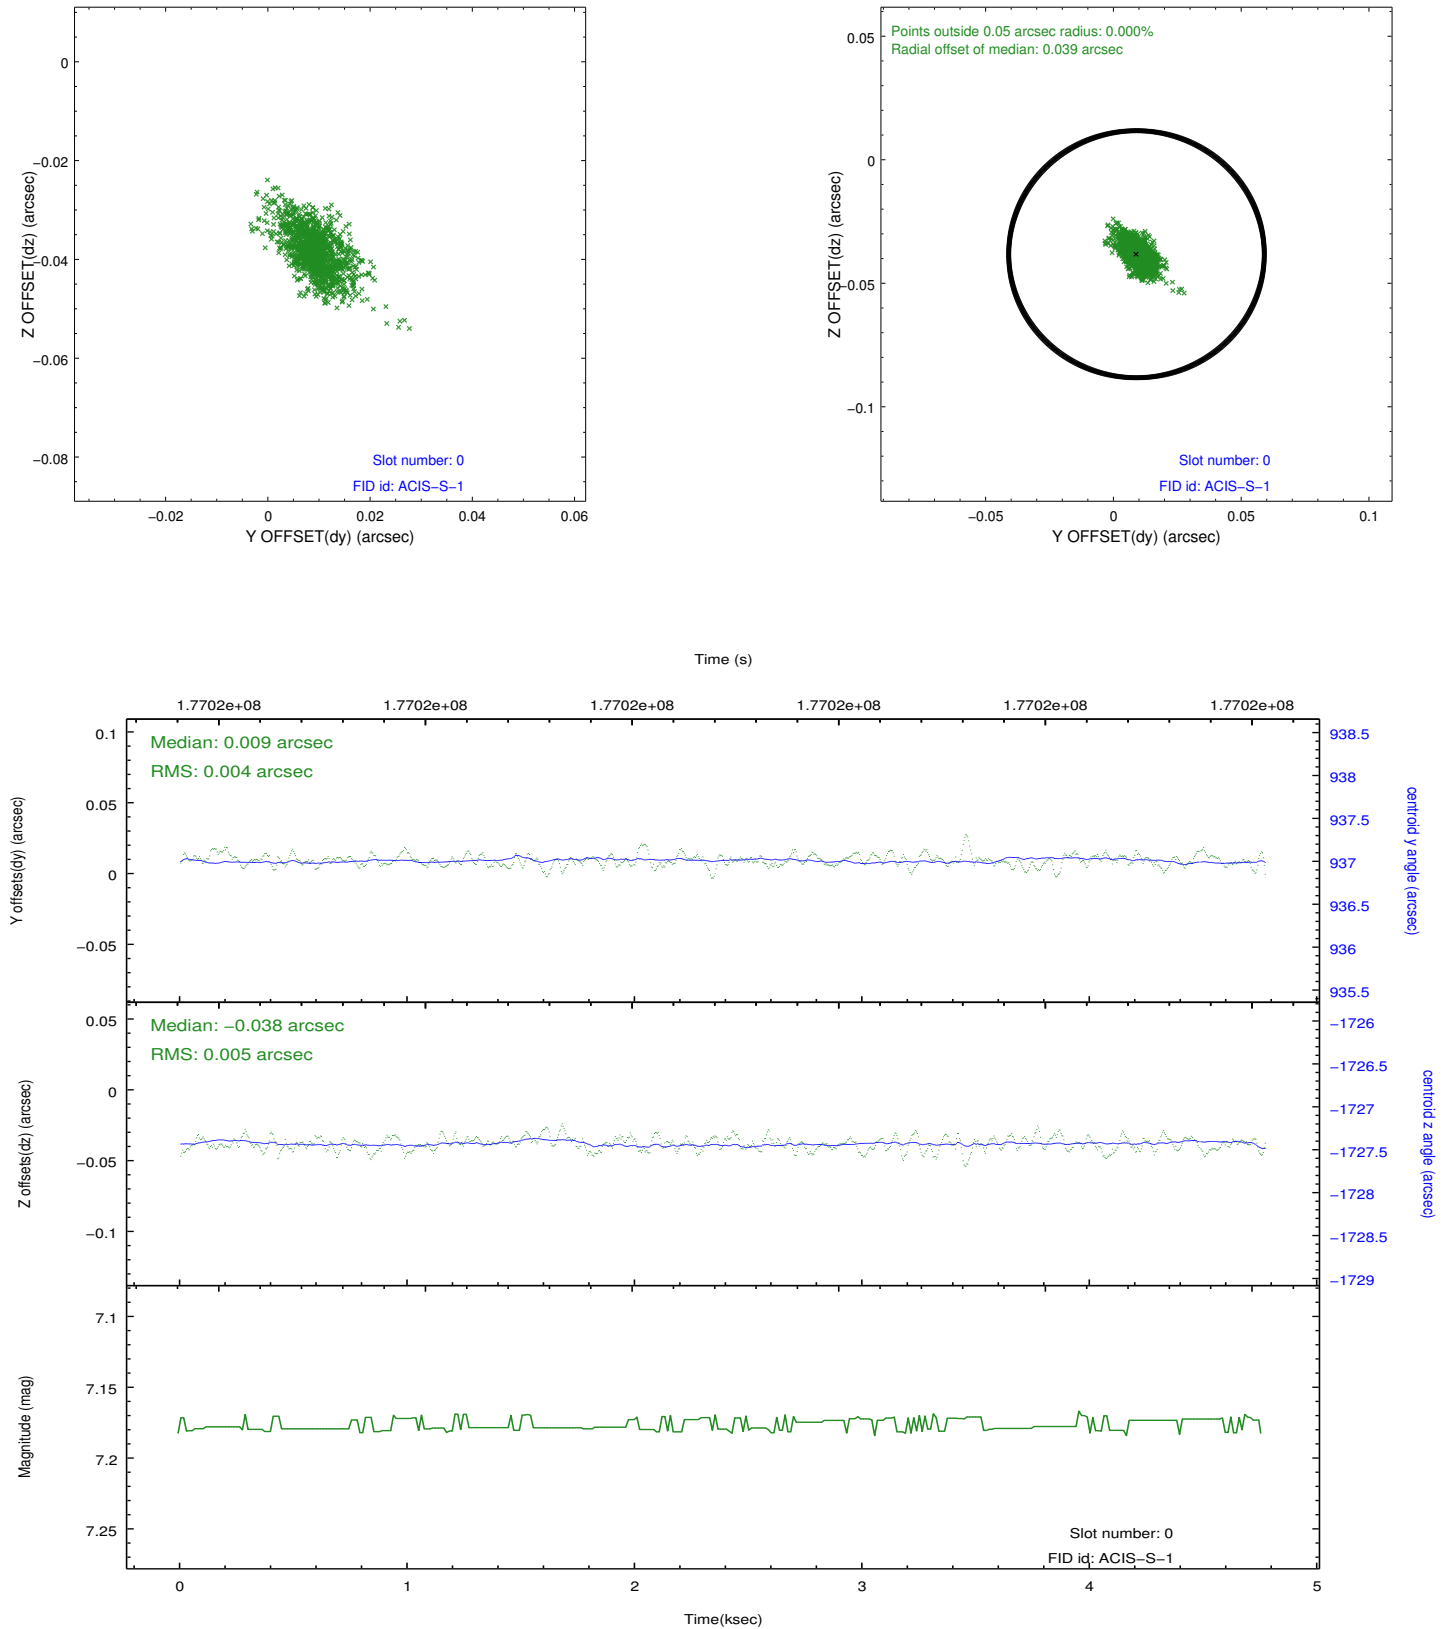 0
−0.02
−0.04
−0.06
−0.08
Z OFFSET(dz) (arcsec)
Slot number: 0
FID id: ACIS−S−1
−0.02
0
0.02
0.04
0.06
Y OFFSET(dy) (arcsec)
Points outside 0.05 arcsec radius: 0.000%
Radial offset of median: 0.039 arcsec
0.05
0
−0.05
−0.1
Z OFFSET(dz) (arcsec)
Slot number: 0
FID id: ACIS−S−1
−0.05
0
0.05
0.1
Y OFFSET(dy) (arcsec)
Time (s)
1.7702e+08
1.7702e+08
1.7702e+08
1.7702e+08
1.7702e+08
1.7702e+08
Median: 0.009 arcsec
RMS: 0.004 arcsec
0.1
0.05
0
−0.05
Y offsets(dy) (arcsec)
938.5
938
937.5
937
936.5
936
935.5
centroid y angle (arcsec)
Median: −0.038 arcsec
RMS: 0.005 arcsec
0.05
0
−0.05
−0.1
Z offsets(dz) (arcsec)
−1726
−1726.5
−1727
−1727.5
−1728
−1728.5
−1729
centroid z angle (arcsec)
7.1
7.15
7.2
7.25
Magnitude (mag)
Slot number: 0
FID id: ACIS−S−1
0
1
2
3
4
5
Time(ksec)